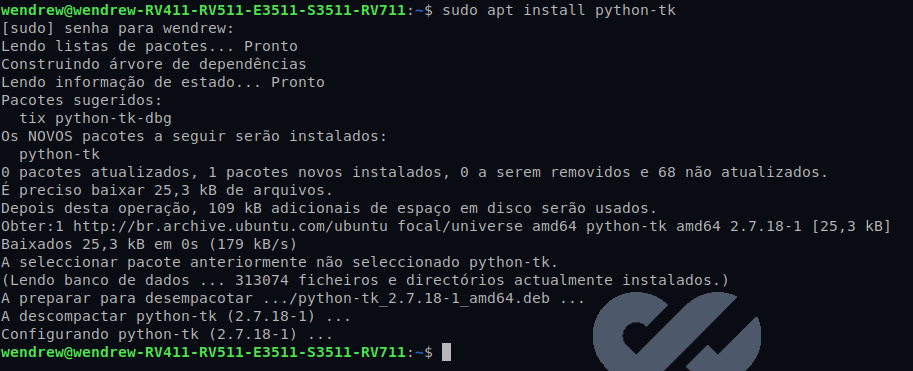 wendrew@wendrew-RV411-RV511-E3511-S3511-RV711:~$ sudo apt install python-tk
[sudo] senha para wendrew:
Lendo listas de pacotes... Pronto
Construindo árvore de dependências
Lendo informação de estado... Pronto
Pacotes sugeridos:
  tix python-tk-dbg
Os NOVOS pacotes a seguir serão instalados:
  python-tk
0 pacotes atualizados, 1 pacotes novos instalados, 0 a serem removidos e 68 não atualizados.
É preciso baixar 25,3 kB de arquivos.
Depois desta operação, 109 kB adicionais de espaço em disco serão usados.
Obter:1 http://br.archive.ubuntu.com/ubuntu focal/universe amd64 python-tk amd64 2.7.18-1 [25,3 kB]
Baixados 25,3 kB em 0s (179 kB/s)
A seleccionar pacote anteriormente não seleccionado python-tk.
(Lendo banco de dados ... 313074 ficheiros e directórios actualmente instalados.)
A preparar para desempacotar .../python-tk_2.7.18-1_amd64.deb ...
A descompactar python-tk (2.7.18-1) ...
Configurando python-tk (2.7.18-1) ...
wendrew@wendrew-RV411-RV511-E3511-S3511-RV711:~$